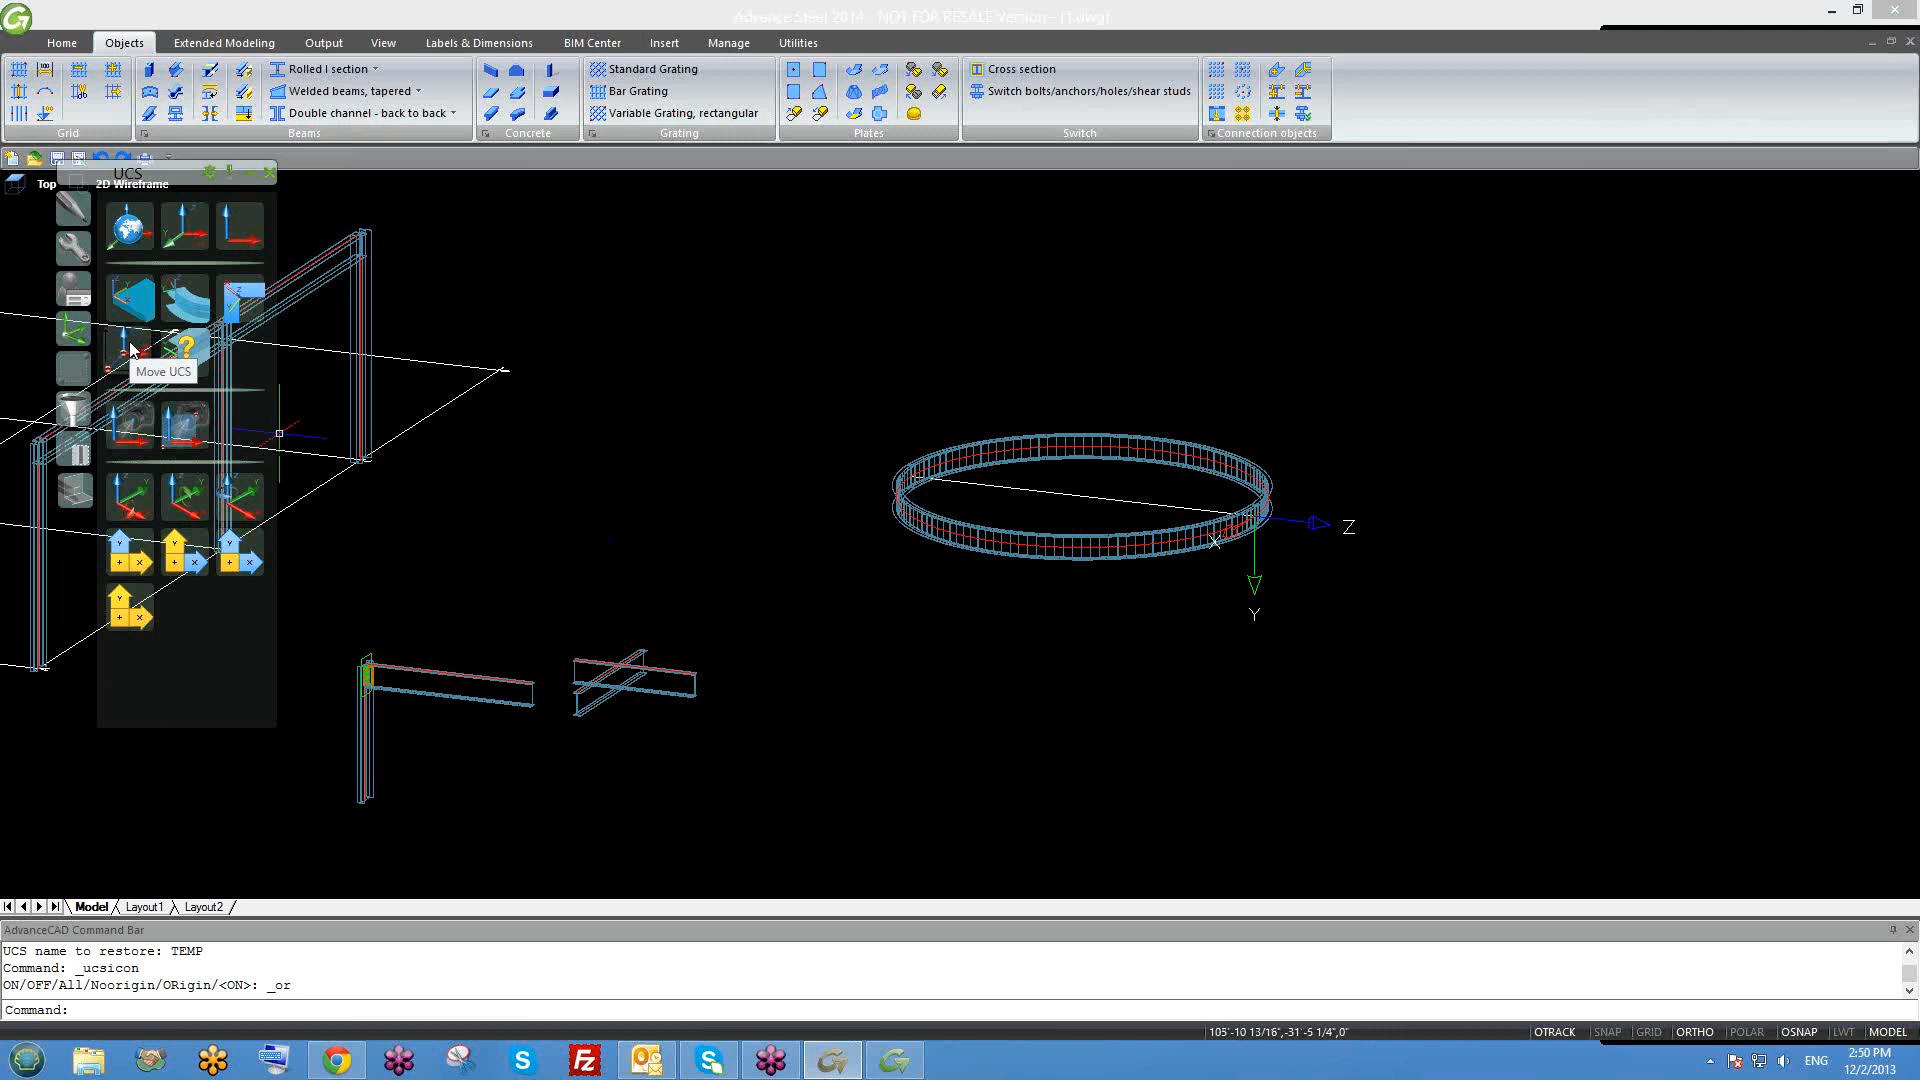 Advance Steel 2014 - NOT FOR RESALE Version - [1.dwg]
Home Objects Extended Modeling Output View Labels & Dimensions BIM Center Insert Manage Utilities
Rolled I section Standard Grating Cross section
Welded beams, tapered Bar Grating Switch bolts/anchors/holes/shear studs
Double channel - back to back Variable Grating, rectangular
Grid Beams Concrete Grating Plates Switch Connection objects
UCS
Top 2D Wireframe
Move UCS
Z
X
Y
Model Layout1 Layout2
AdvanceCAD Command Bar
UCS name to restore: TEMP
Command: _ucsicon
ON/OFF/All/Noorigin/ORigin/<ON>: _or
Command:
105'-10 13/16",-31'-5 1/4",0" OTRACK SNAP GRID ORTHO POLAR OSNAP LWT MODEL
ENG 2:50 PM
12/2/2013